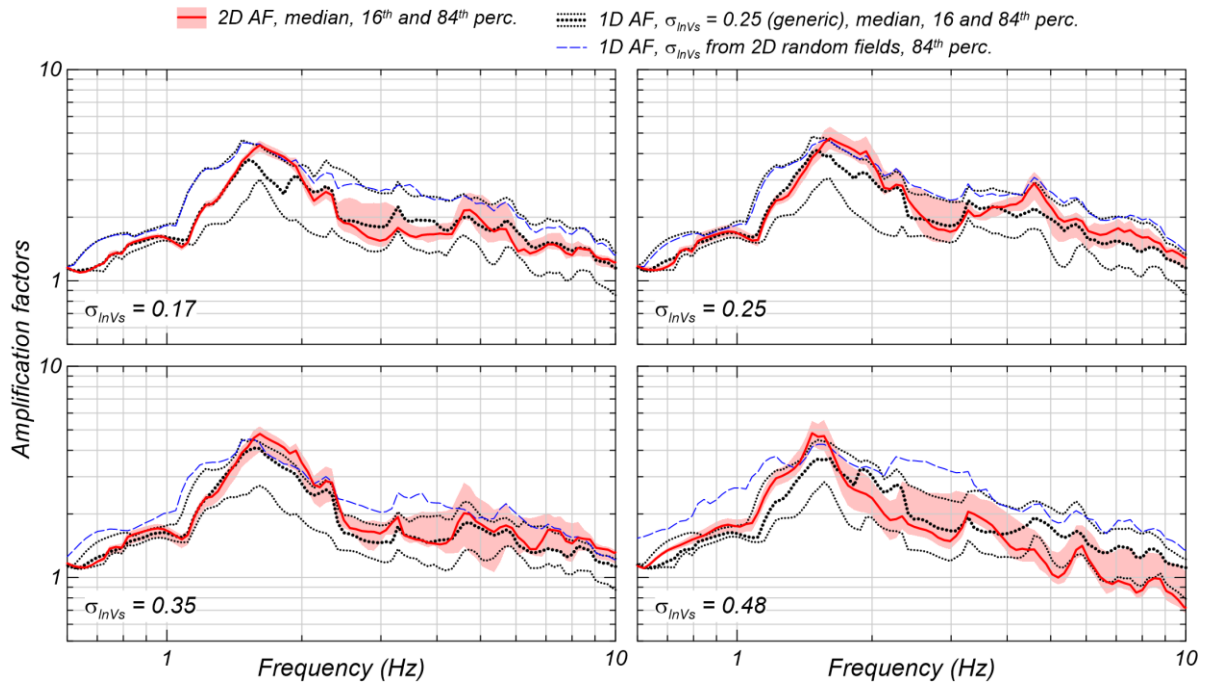 2D AF, median, 16th and 84th perc.
1D AF, σlnVs = 0.25 (generic), median, 16 and 84th perc.
1D AF, σlnVs from 2D random fields, 84th perc.
10
10
Amplification factors
1
1
σlnVs = 0.17
σlnVs = 0.25
10
10
1
1
σlnVs = 0.35
σlnVs = 0.48
1
10
1
10
Frequency (Hz)
Frequency (Hz)